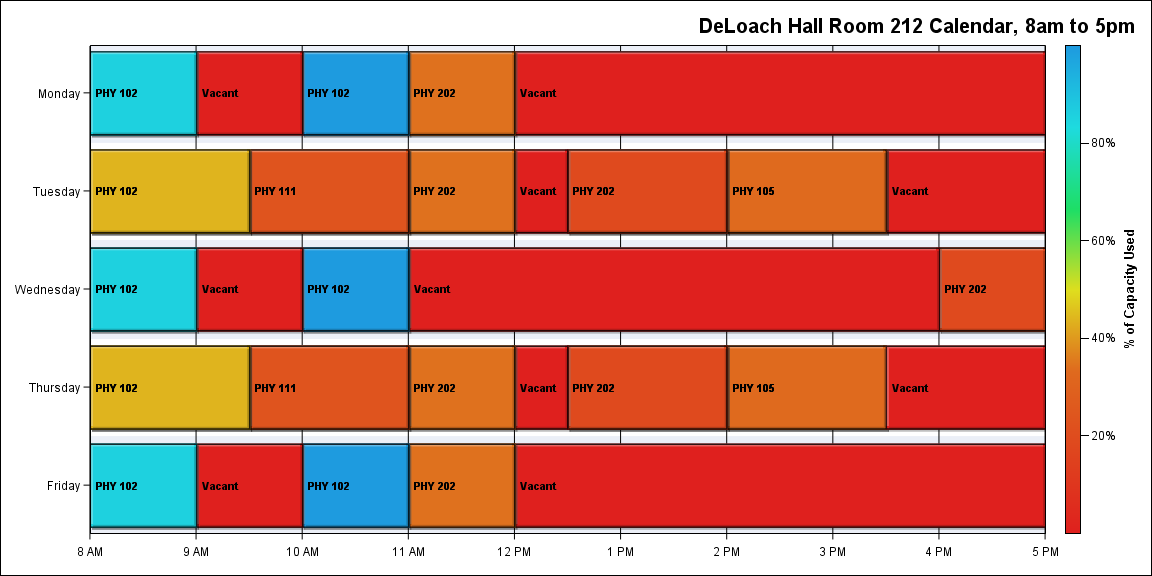 DeLoach Hall Room 212 Calendar, 8am to 5pm
Monday PHY 102 Vacant PHY 102 PHY 202 Vacant
Tuesday PHY 102 PHY 111 PHY 202 Vacant PHY 202 PHY 105 Vacant
Wednesday PHY 102 Vacant PHY 102 Vacant PHY 202
Thursday PHY 102 PHY 111 PHY 202 Vacant PHY 202 PHY 105 Vacant
Friday PHY 102 Vacant PHY 102 PHY 202 Vacant
8 AM 9 AM 10 AM 11 AM 12 PM 1 PM 2 PM 3 PM 4 PM 5 PM
80%
60%
40%
20%
% of Capacity Used